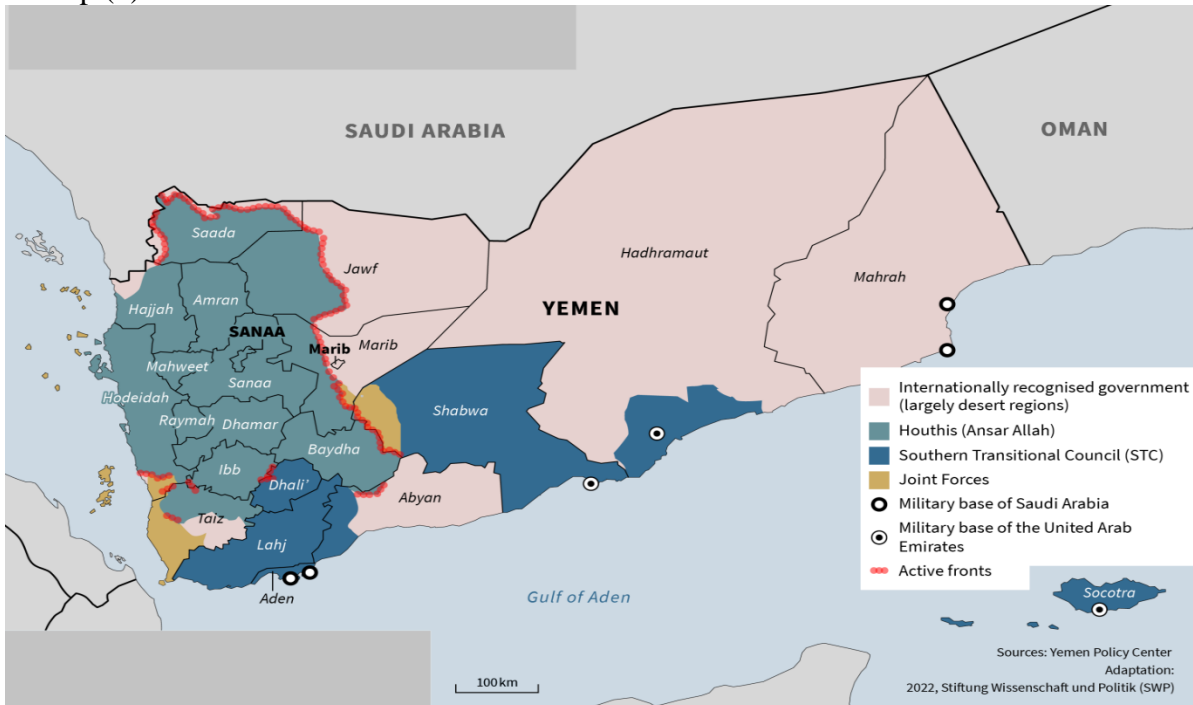 SAUDI ARABIA
OMAN
Saada
Jawf
Hadhramaut
Mahrah
YEMEN
Hajjah
Amran
SANAA
Marib
Marib
Mahweet
Sanaa
Hodeidah
Raymah
Dhamar
Shabwa
Baydha
Ibb
Dhali’
Abyan
Taiz
Lahj
Aden
Gulf of Aden
Internationally recognised government
(largely desert regions)
Houthis (Ansar Allah)
Southern Transitional Council (STC)
Joint Forces
Military base of Saudi Arabia
Military base of the United Arab
Emirates
Active fronts
Socotra
100 km
Sources: Yemen Policy Center
Adaptation:
2022, Stiftung Wissenschaft und Politik (SWP)